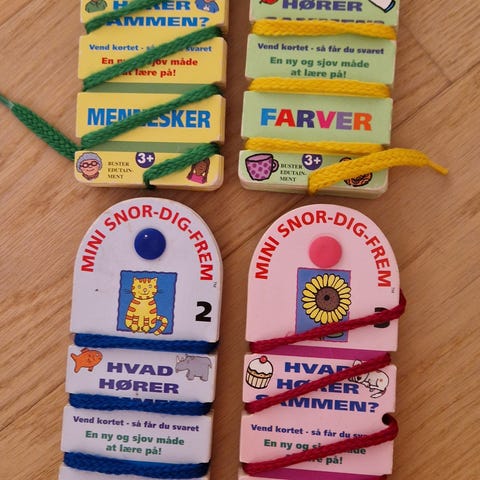 HØRER
SAMMEN?
Vend kortet - så får du svaret
En ny og sjov måde
at lære på!
MENNESKER
3+
BUSTER
EDUTAIN-
MENT
HØRER
SAMMEN?
Vend kortet - så får du svaret
En ny og sjov måde
at lære på!
FARVER
3+
BUSTER
EDUTAIN-
MENT
MINI SNOR-DIG-FREM™
2
HVAD
HØRER
Vend kortet - så får du svaret
En ny og sjov måde
at lære på!
MINI SNOR-DIG-FREM™
HVAD
HØRER
SAMMEN?
Vend kortet - så får du svaret
En ny og sjov måde
at lære på!